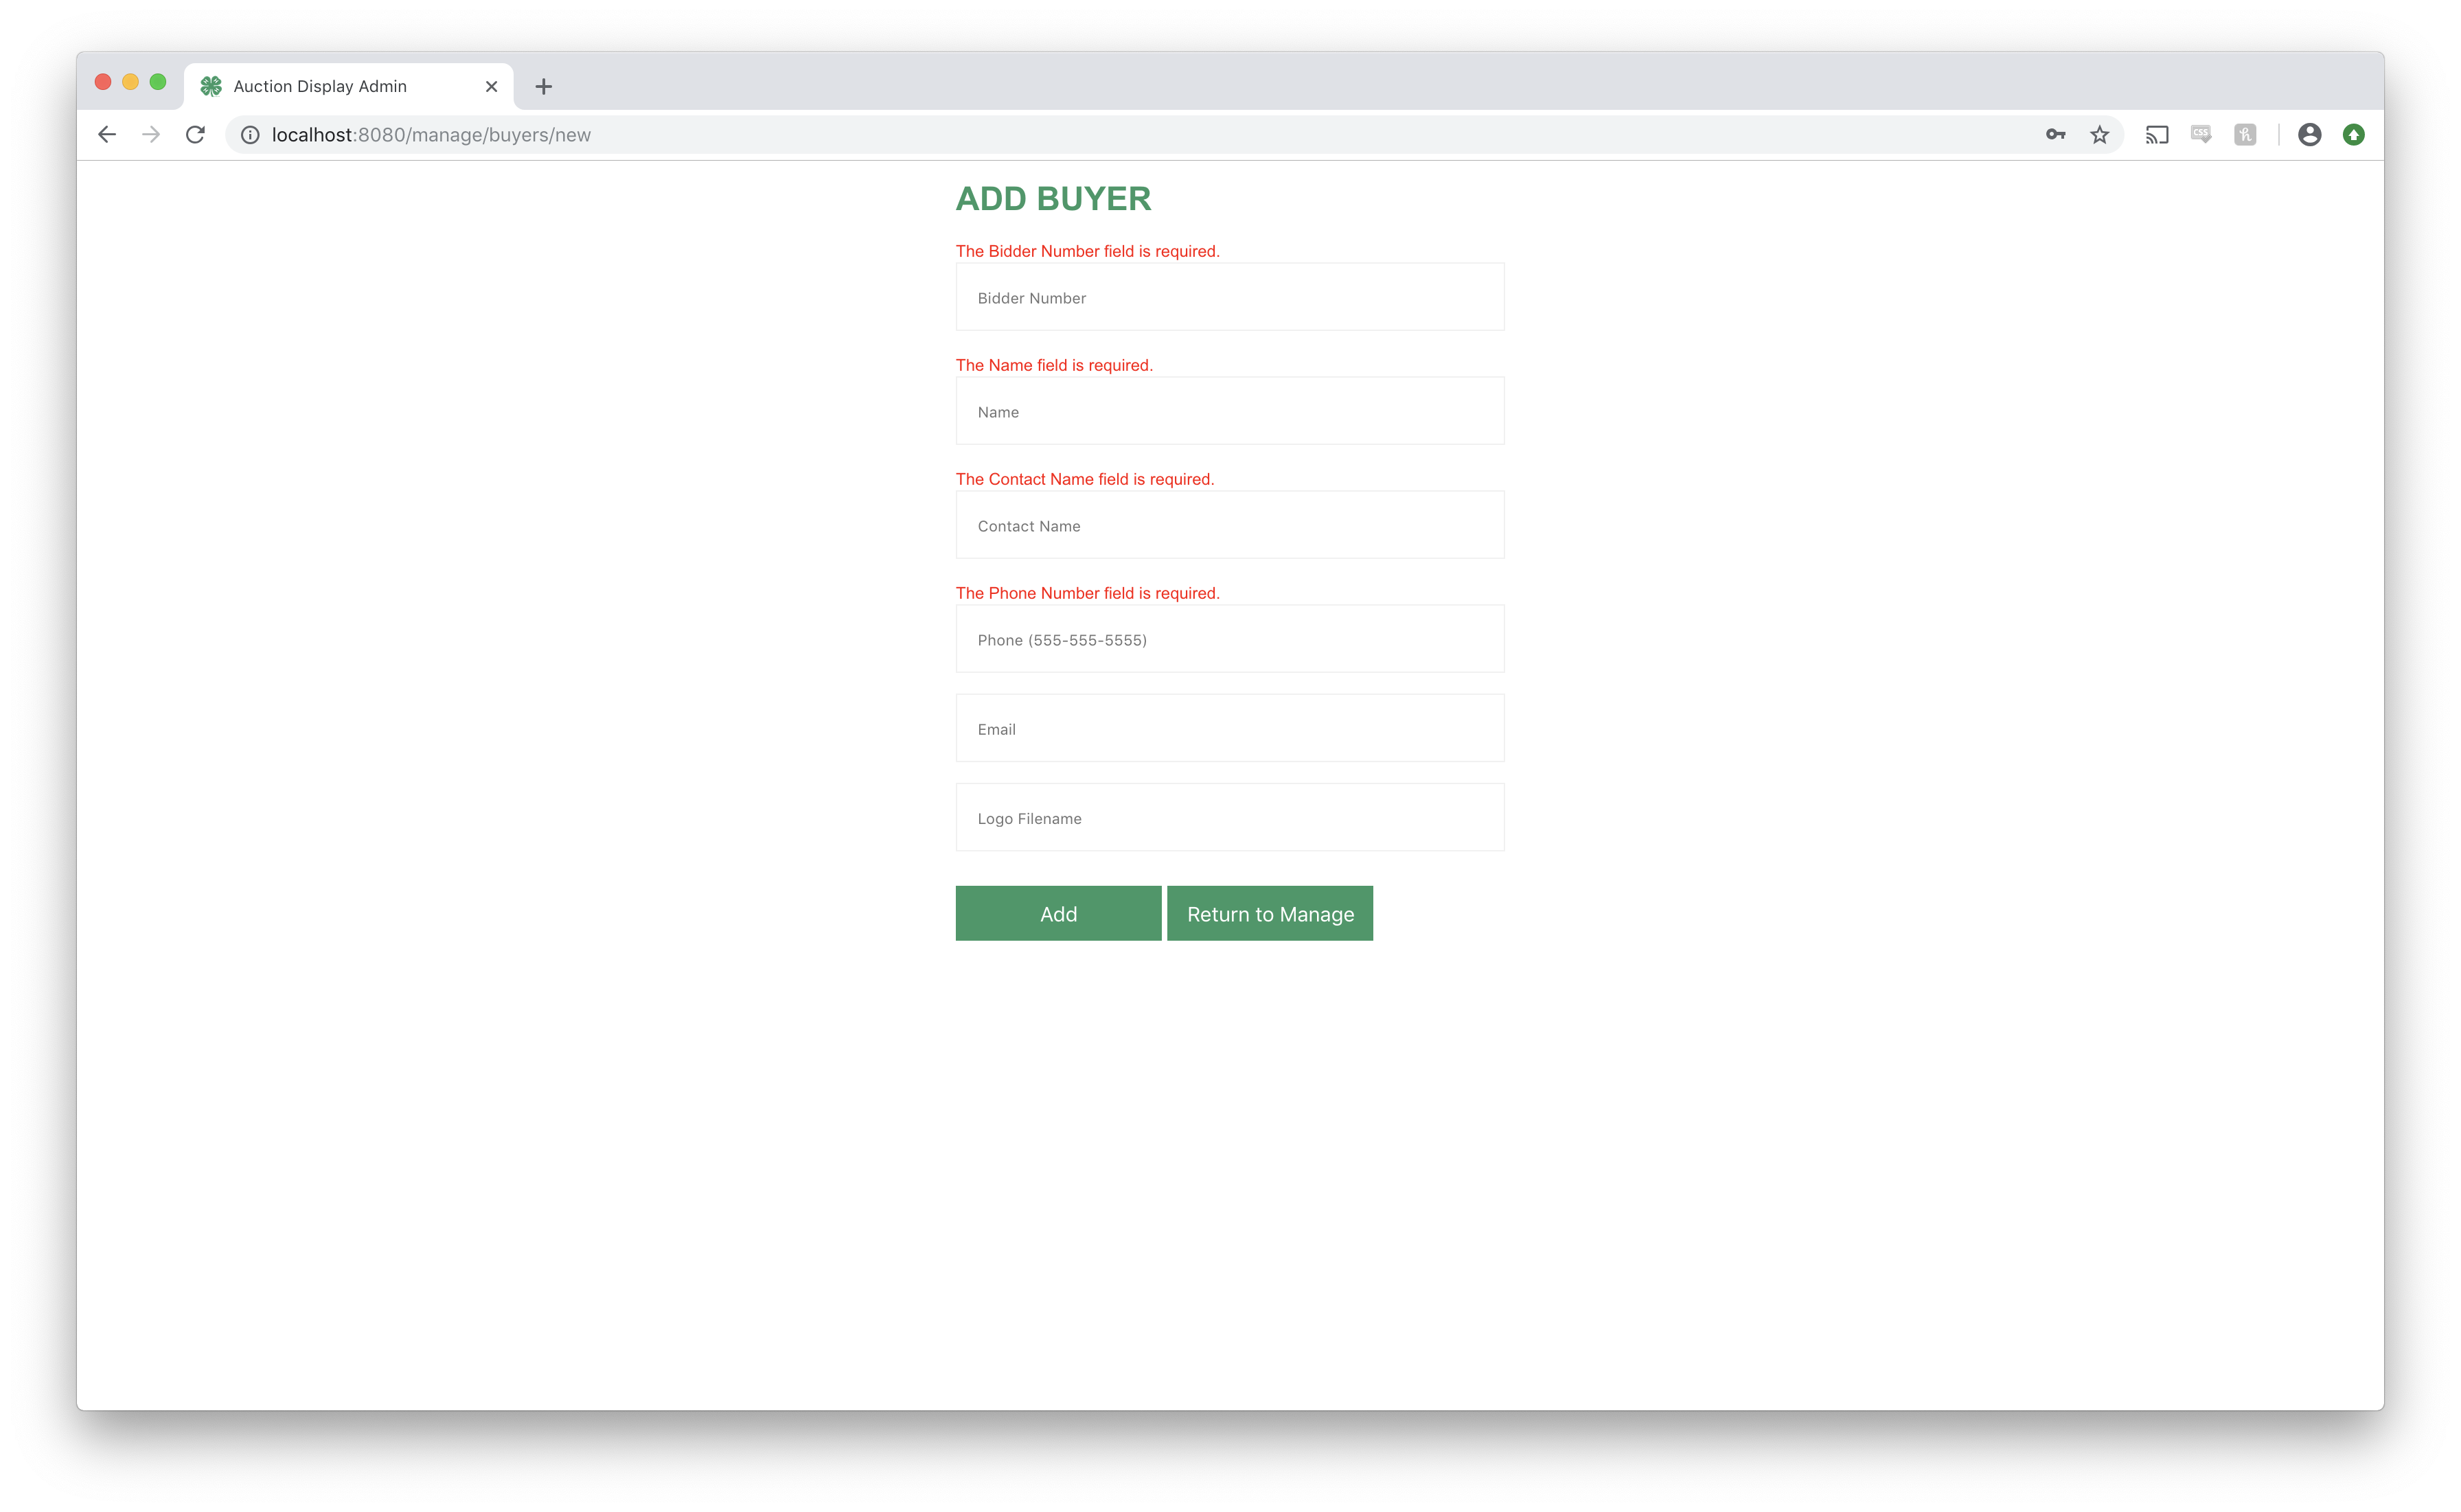 Auction Display Admin
localhost:8080/manage/buyers/new
CSS
ADD BUYER
The Bidder Number field is required.
Bidder Number
The Name field is required.
Name
The Contact Name field is required.
Contact Name
The Phone Number field is required.
Phone (555-555-5555)
Email
Logo Filename
Add
Return to Manage